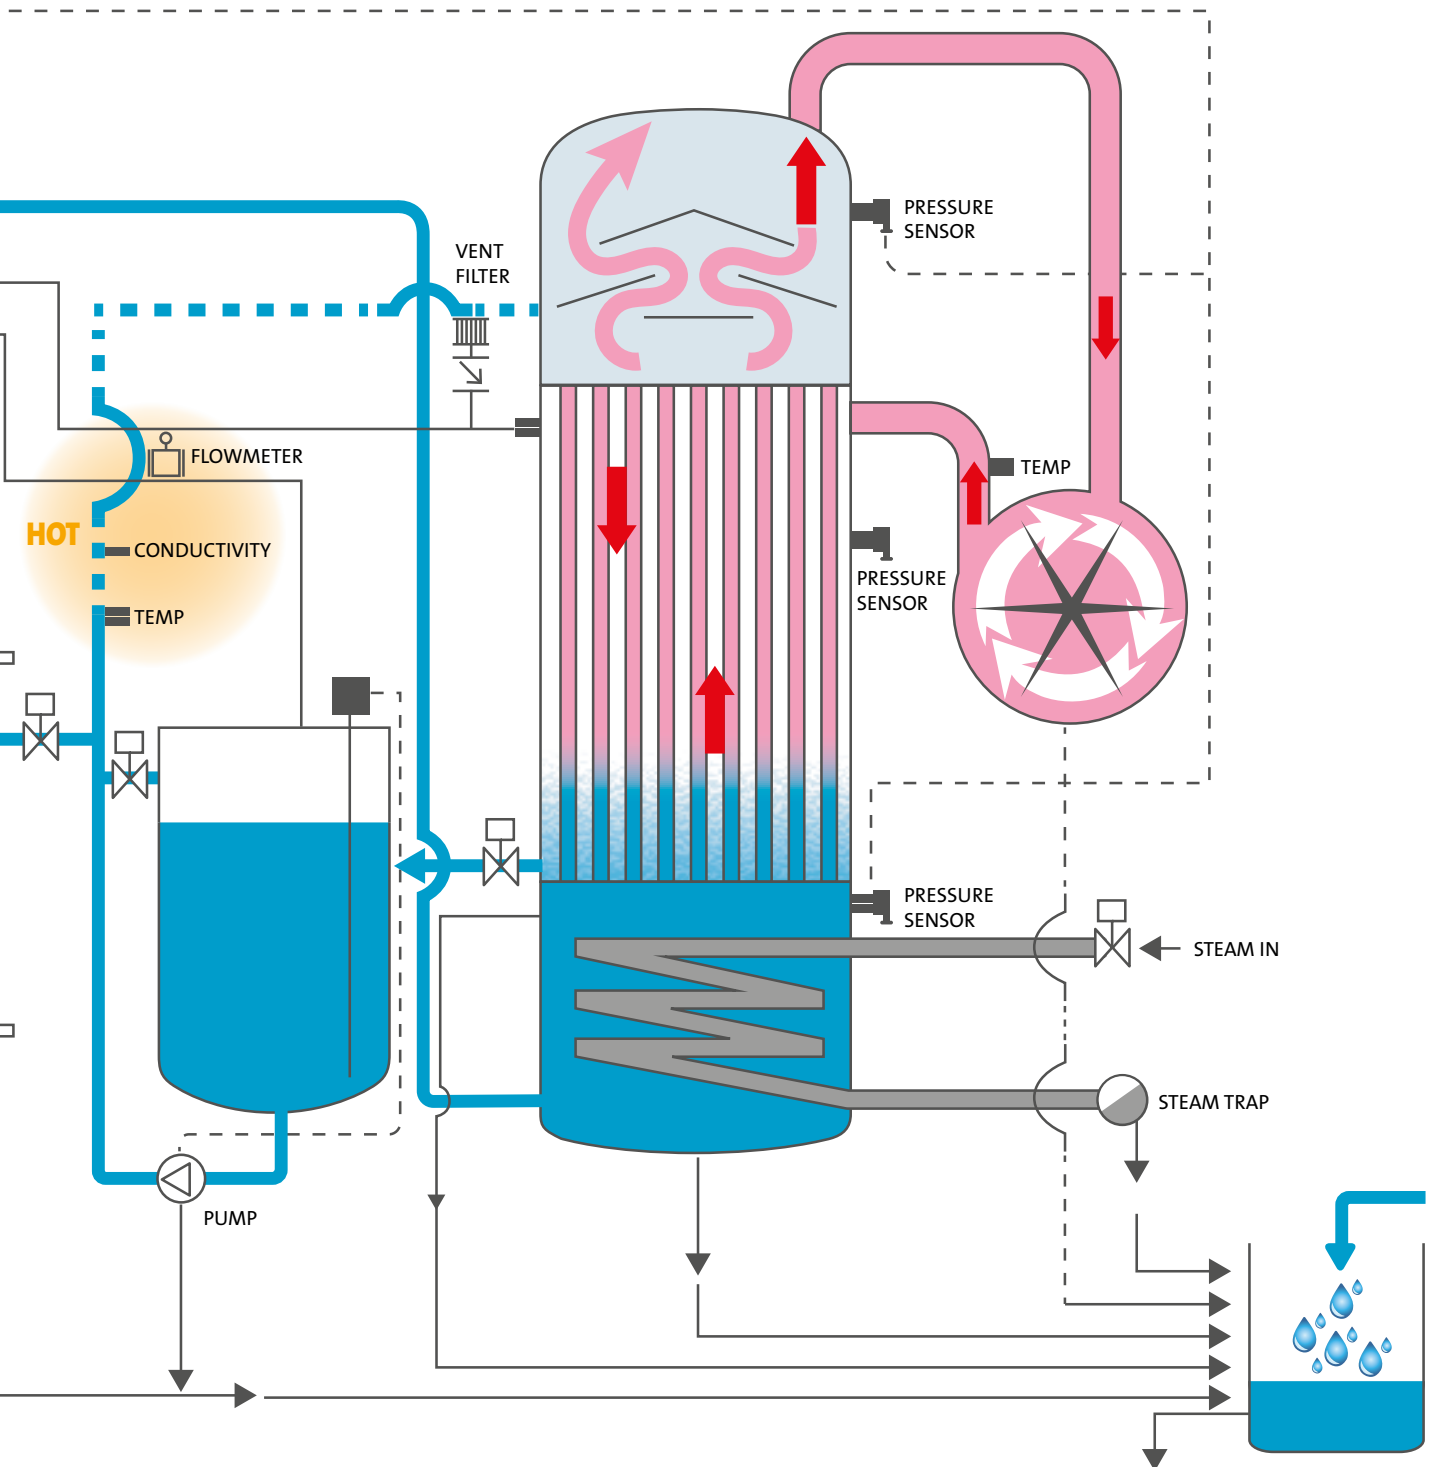 PRESSURE
SENSOR
VENT
FILTER
FLOWMETER
TEMP
HOT
CONDUCTIVITY
PRESSURE
SENSOR
TEMP
PRESSURE
SENSOR
STEAM IN
STEAM TRAP
PUMP